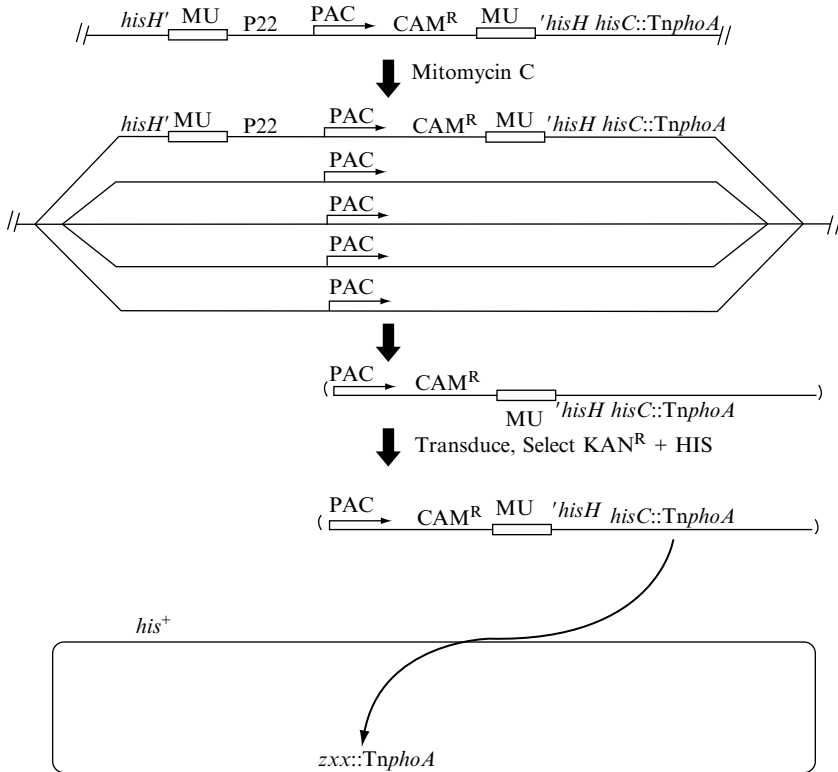 hisH' MU P22 PAC CAMᴿ MU 'hisH hisC::TnphoA
Mitomycin C
hisH' MU P22 PAC CAMᴿ MU 'hisH hisC::TnphoA
PAC
PAC
PAC
PAC
PAC CAMᴿ MU 'hisH hisC::TnphoA
Transduce, Select KANᴿ + HIS
PAC CAMᴿ MU 'hisH hisC::TnphoA
his⁺
zxx::TnphoA